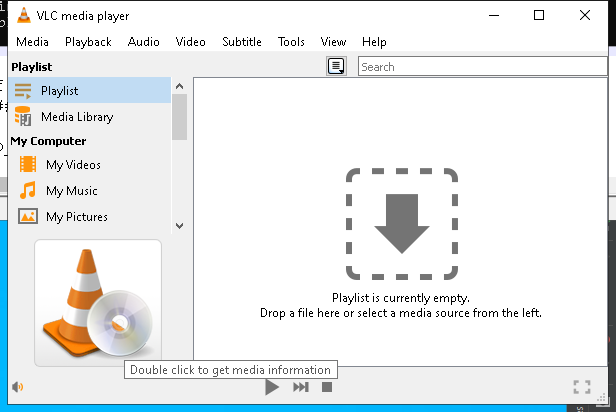 VLC media player
Media Playback Audio Video Subtitle Tools View Help
Playlist
Search
Playlist
Media Library
My Computer
My Videos
My Music
My Pictures
Playlist is currently empty.
Drop a file here or select a media source from the left.
Double click to get media information